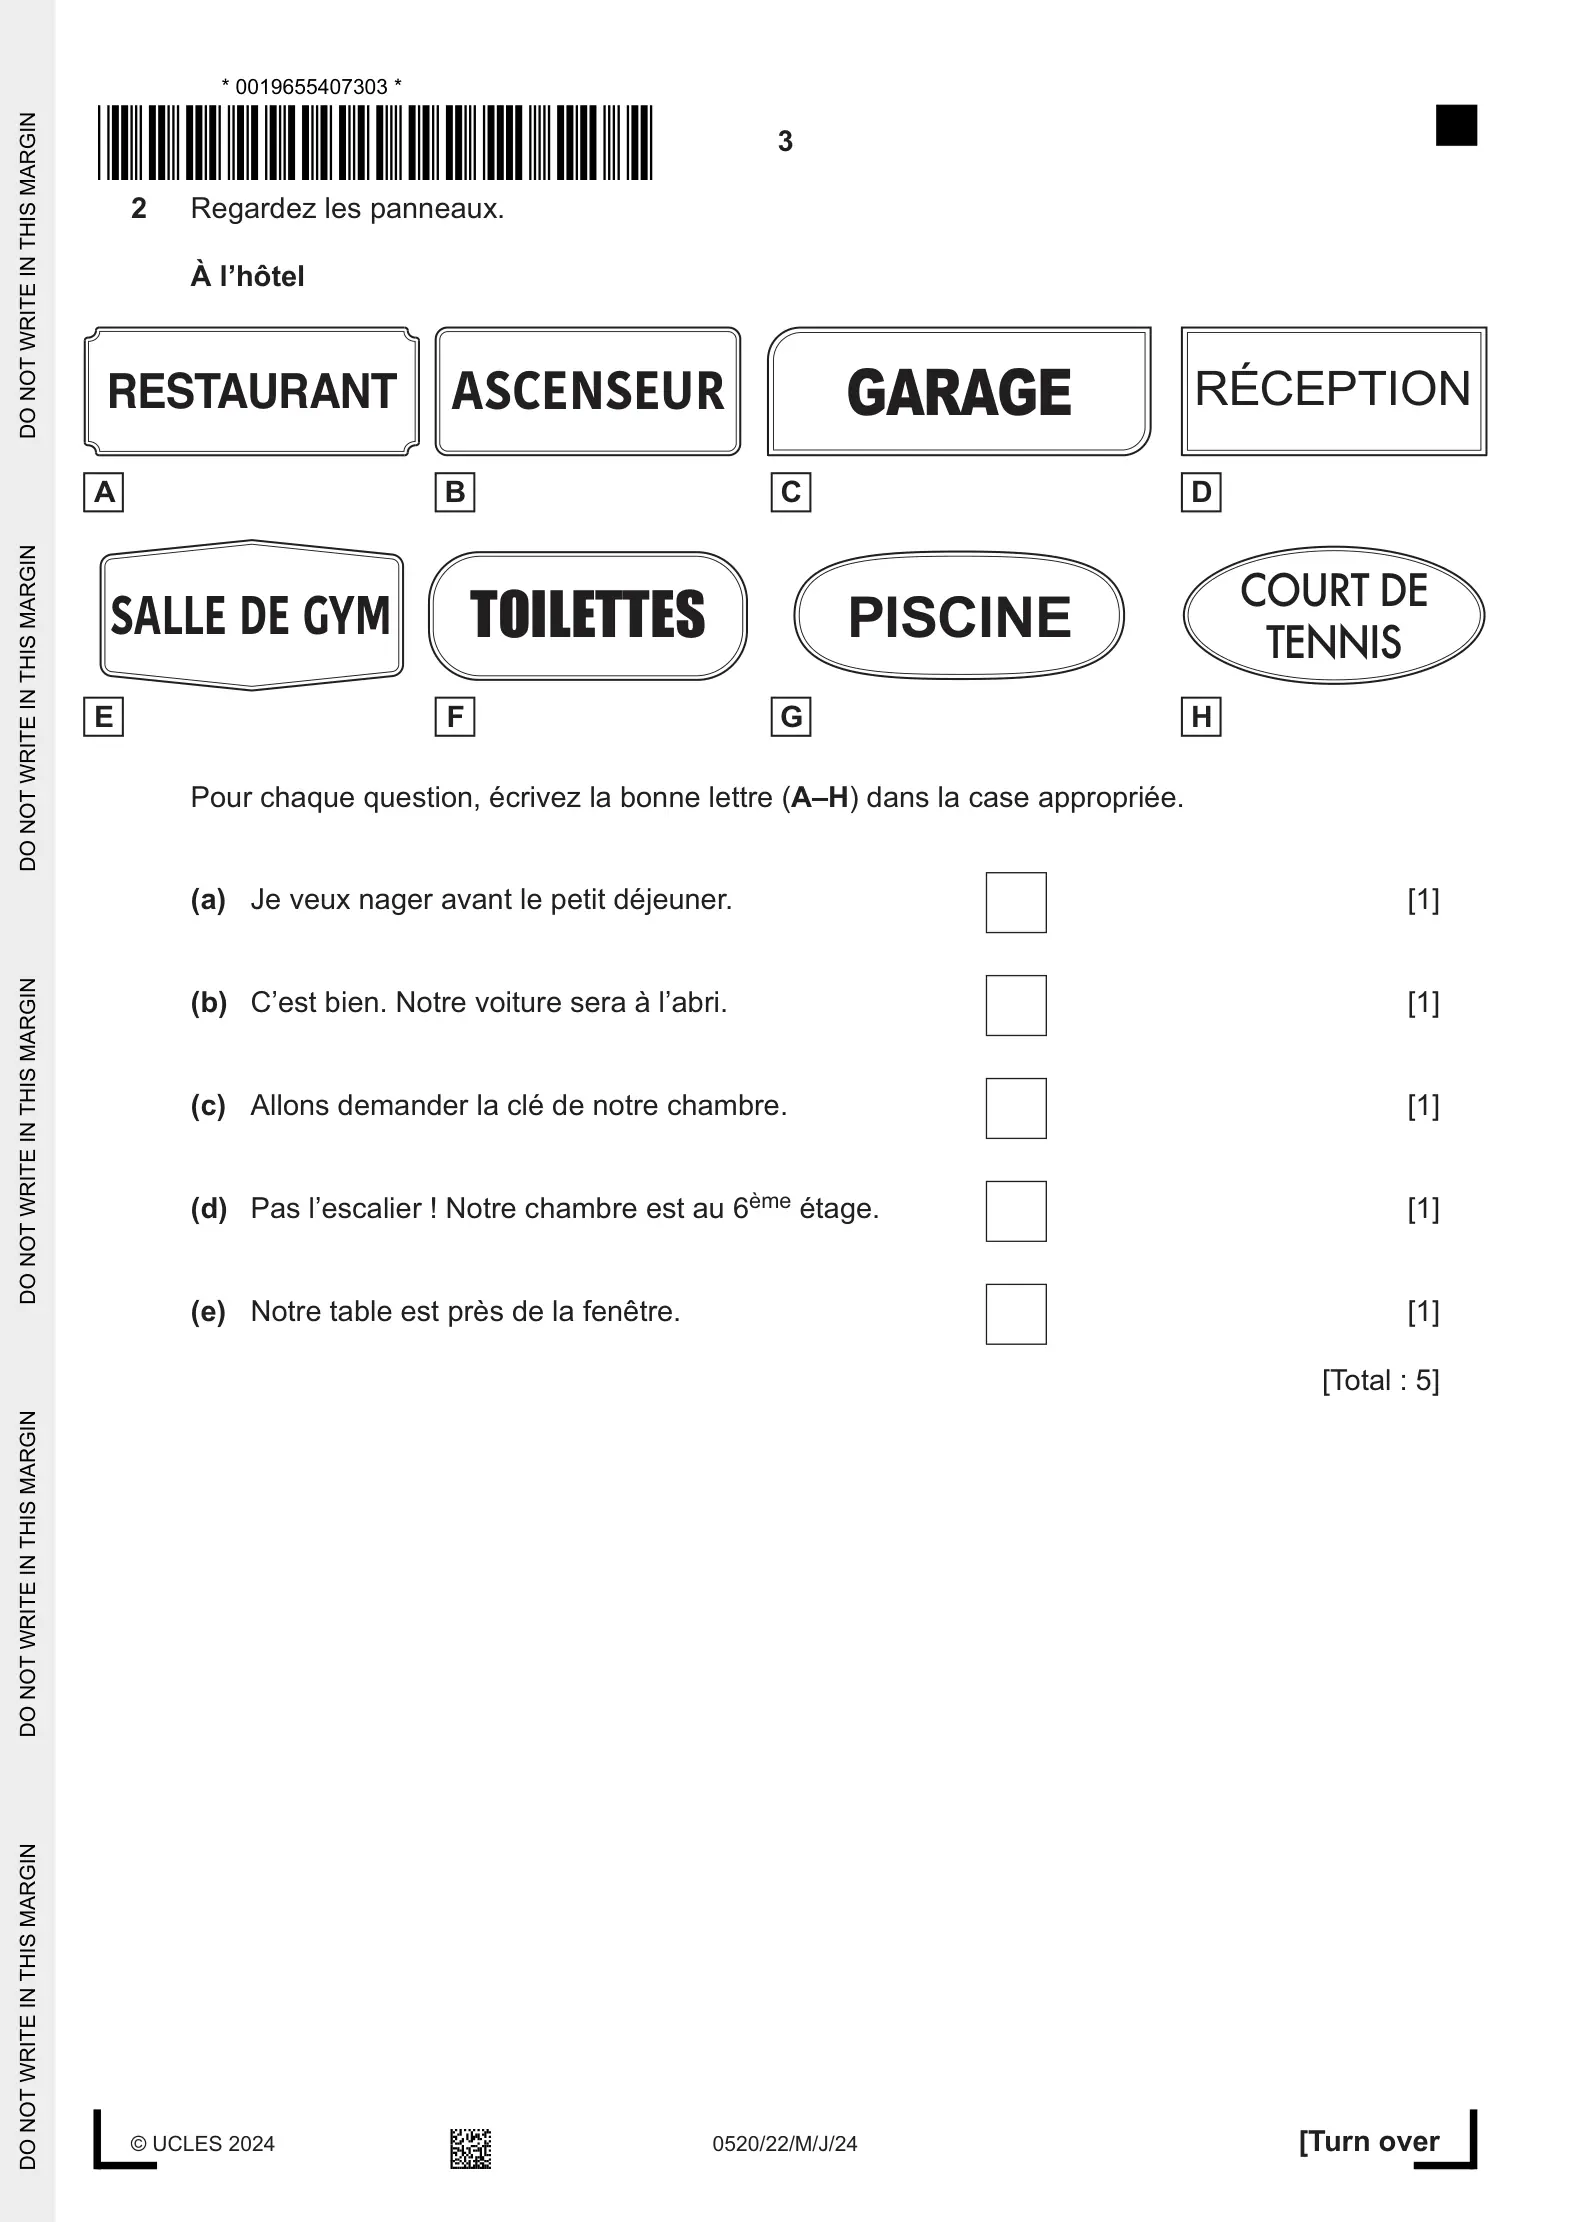 * 0019655407303 *
3
2 Regardez les panneaux.
À l’hôtel
RESTAURANT ASCENSEUR GARAGE RÉCEPTION
A B C D
SALLE DE GYM TOILETTES PISCINE COURT DE
TENNIS
E F G H
Pour chaque question, écrivez la bonne lettre (A–H) dans la case appropriée.
(a) Je veux nager avant le petit déjeuner. [1]
(b) C’est bien. Notre voiture sera à l’abri. [1]
(c) Allons demander la clé de notre chambre. [1]
(d) Pas l’escalier ! Notre chambre est au 6ème étage. [1]
(e) Notre table est près de la fenêtre. [1]
[Total : 5]
© UCLES 2024 0520/22/M/J/24 [Turn over
DO NOT WRITE IN THIS MARGIN
DO NOT WRITE IN THIS MARGIN
DO NOT WRITE IN THIS MARGIN
DO NOT WRITE IN THIS MARGIN
DO NOT WRITE IN THIS MARGIN